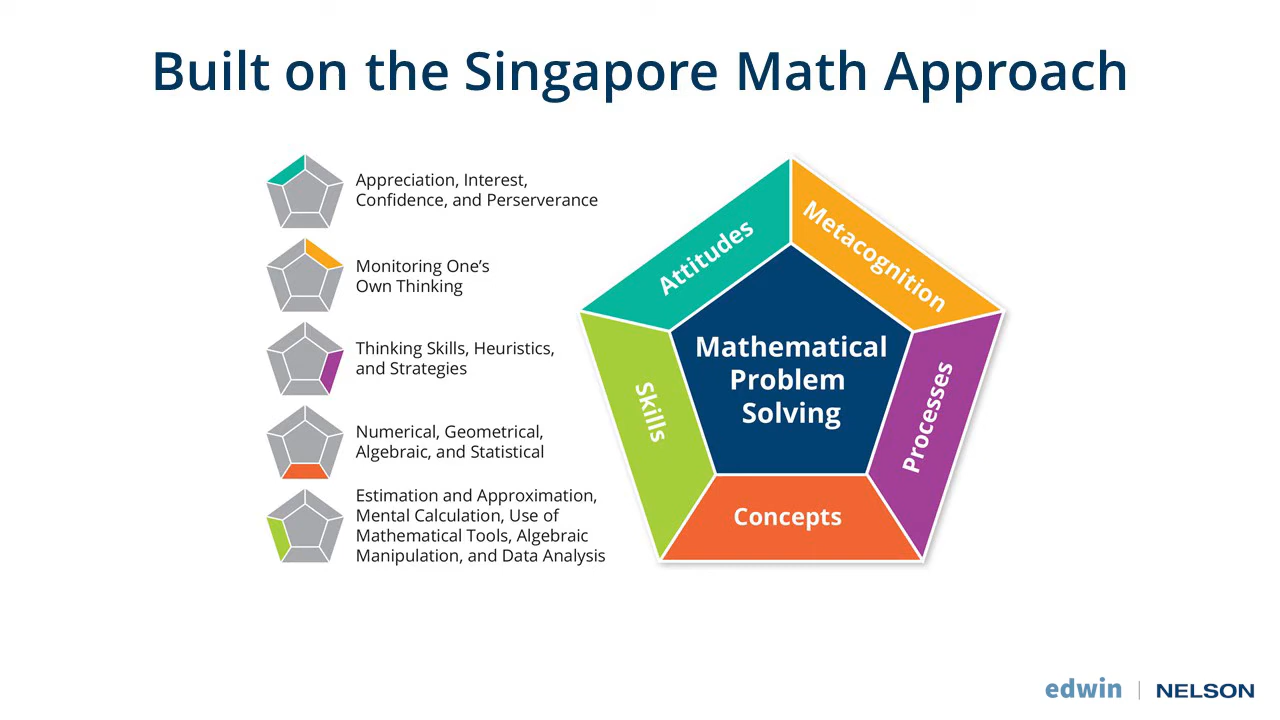 Built on the Singapore Math Approach
Appreciation, Interest,
Confidence, and Perserverance
Monitoring One’s
Own Thinking
Thinking Skills, Heuristics,
and Strategies
Numerical, Geometrical,
Algebraic, and Statistical
Estimation and Approximation,
Mental Calculation, Use of
Mathematical Tools, Algebraic
Manipulation, and Data Analysis
Attitudes
Metacognition
Mathematical
Problem
Solving
Skills
Processes
Concepts
edwin | NELSON